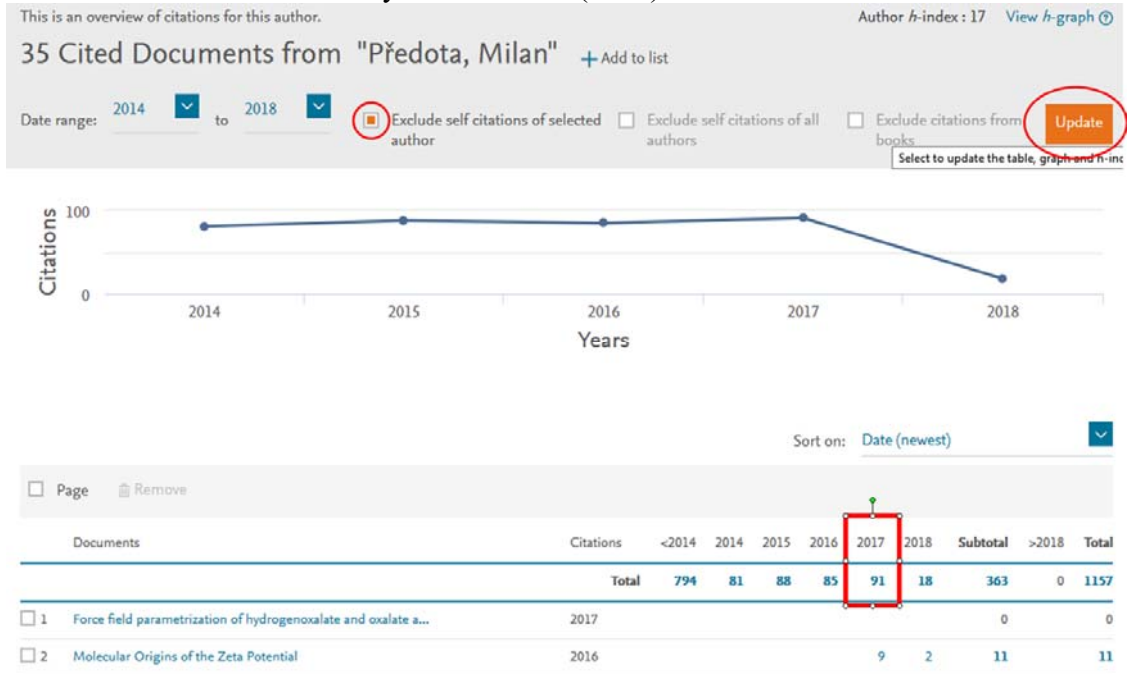 This is an overview of citations for this author.
Author h-index : 17 View h-graph
35 Cited Documents from "Předota, Milan" + Add to list
Date range: 2014 to 2018 Exclude self citations of selected author Exclude self citations of all authors Exclude citations from books Update
Select to update the table, graph and h-inc
Citations
100
0
2014 2015 2016 2017 2018
Years
Sort on: Date (newest)
Page Remove
Documents Citations <2014 2014 2015 2016 2017 2018 Subtotal >2018 Total
Total 794 81 88 85 91 18 363 0 1157
1 Force field parametrization of hydrogenoxalate and oxalate a... 2017 0 0
2 Molecular Origins of the Zeta Potential 2016 9 2 11 11